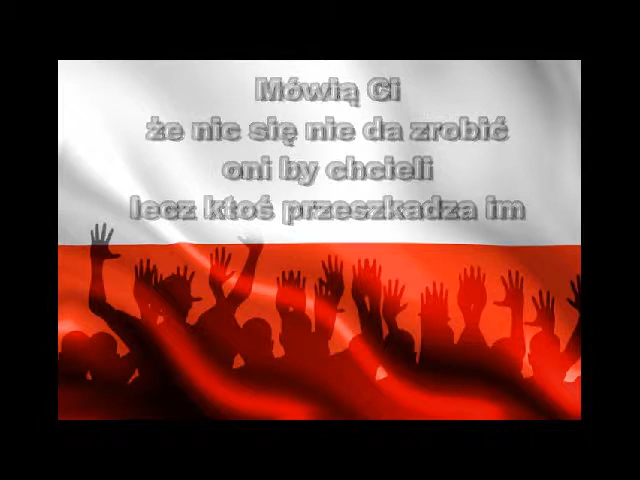 Mówią Ci
że nic się nie da zrobić
oni by chcieli
lecz ktoś przeszkadza im